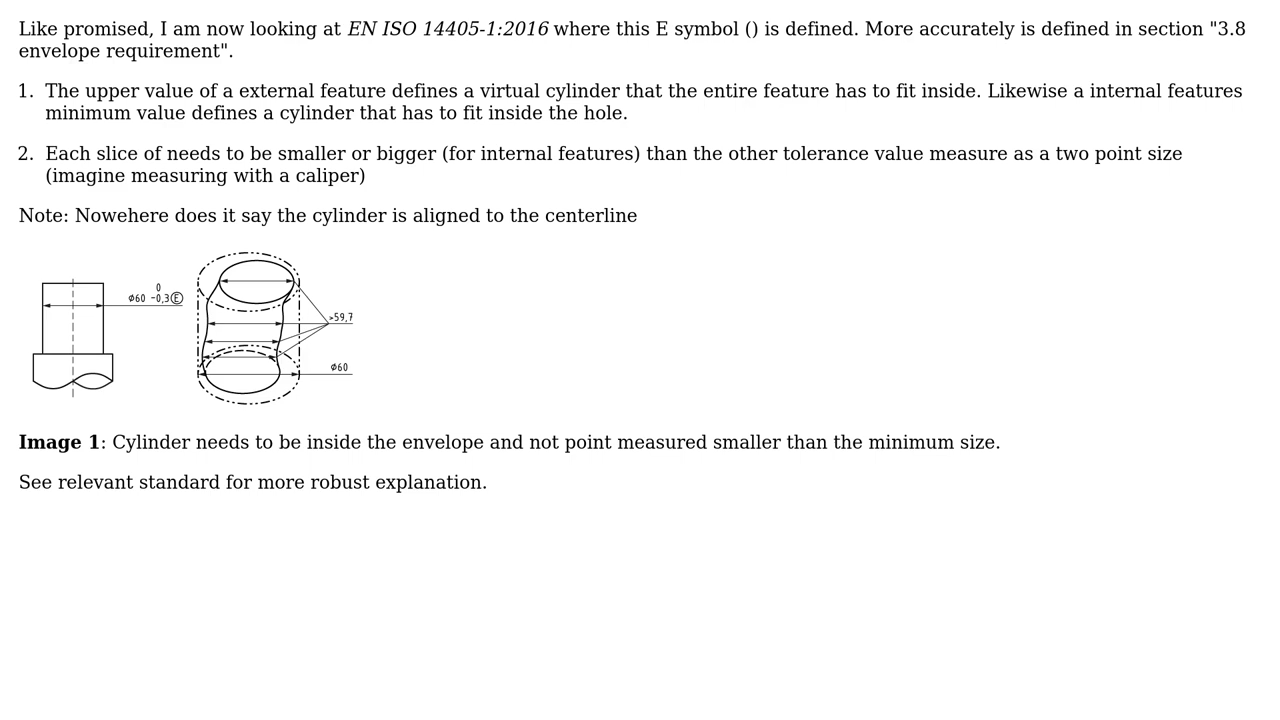 Like promised, I am now looking at EN ISO 14405-1:2016 where this E symbol () is defined. More accurately is defined in section "3.8
envelope requirement".
1. The upper value of a external feature defines a virtual cylinder that the entire feature has to fit inside. Likewise a internal features
minimum value defines a cylinder that has to fit inside the hole.
2. Each slice of needs to be smaller or bigger (for internal features) than the other tolerance value measure as a two point size
(imagine measuring with a caliper)
Note: Nowehere does it say the cylinder is aligned to the centerline
0
⌀60 -0,3Ⓔ
>59,7
⌀60
Image 1: Cylinder needs to be inside the envelope and not point measured smaller than the minimum size.
See relevant standard for more robust explanation.